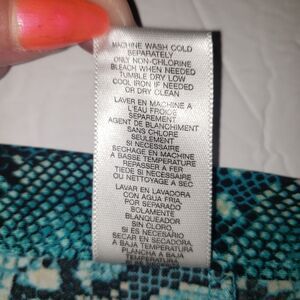 MACHINE WASH COLD
SEPARATELY
ONLY NON-CHLORINE
BLEACH WHEN NEEDED
TUMBLE DRY LOW
COOL IRON IF NEEDED
OR DRY CLEAN
LAVER EN MACHINE A
L'EAU FROIDE
SEPAREMENT
AGENT DE BLANCHIMENT
SANS CHLORE
SEULEMENT
SI NECESSAIRE
SECHAGE EN MACHINE
A BASSE TEMPERATURE
REPASSER A FER
TIEDE SI NECESSAIRE
OU NETTOYAGE A SEC
LAVAR EN LAVADORA
CON AGUA FRIA,
POR SEPARADO
SOLAMENTE
BLANQUEADOR
SIN CLORO,
SI ES NECESARIO
SECAR EN SECADORA,
A BAJA TEMPERATURA
PLANCHA A BAJA
TEMPERATURA